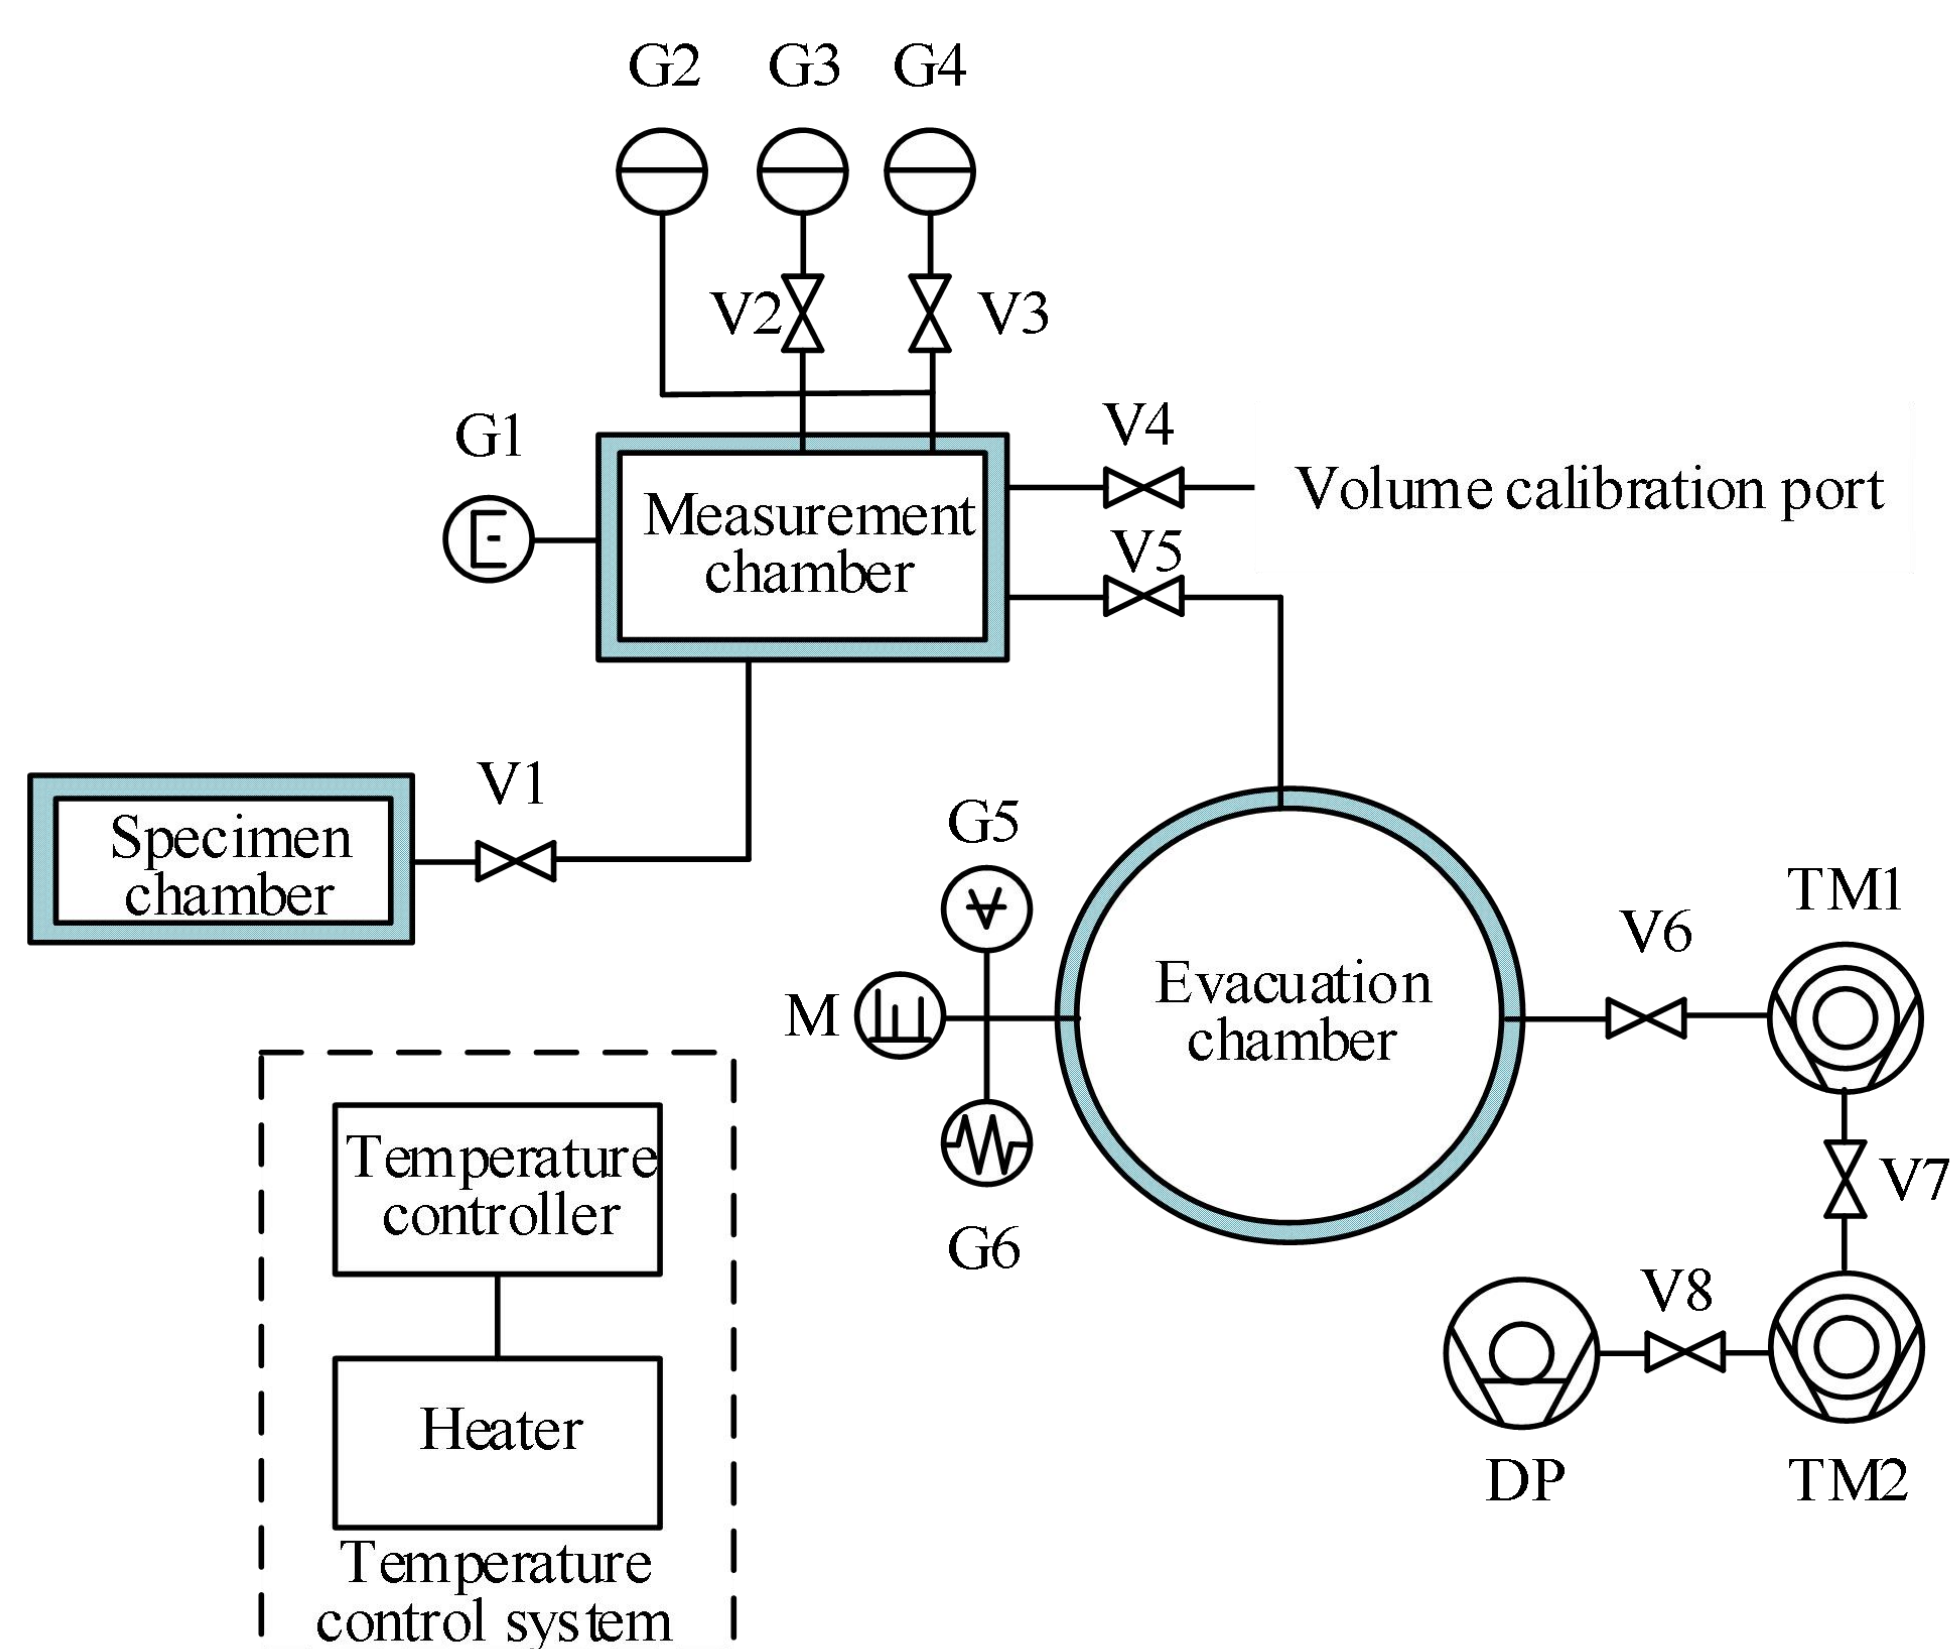 G2 G3 G4
V2 V3
G1
V4
Measurement
chamber
Volume calibration port
V5
V1
Specimen
chamber
G5
TM1
V6
M
Evacuation
chamber
Temperature
controller
V7
G6
V8
Heater
DP
TM2
Temperature
control system